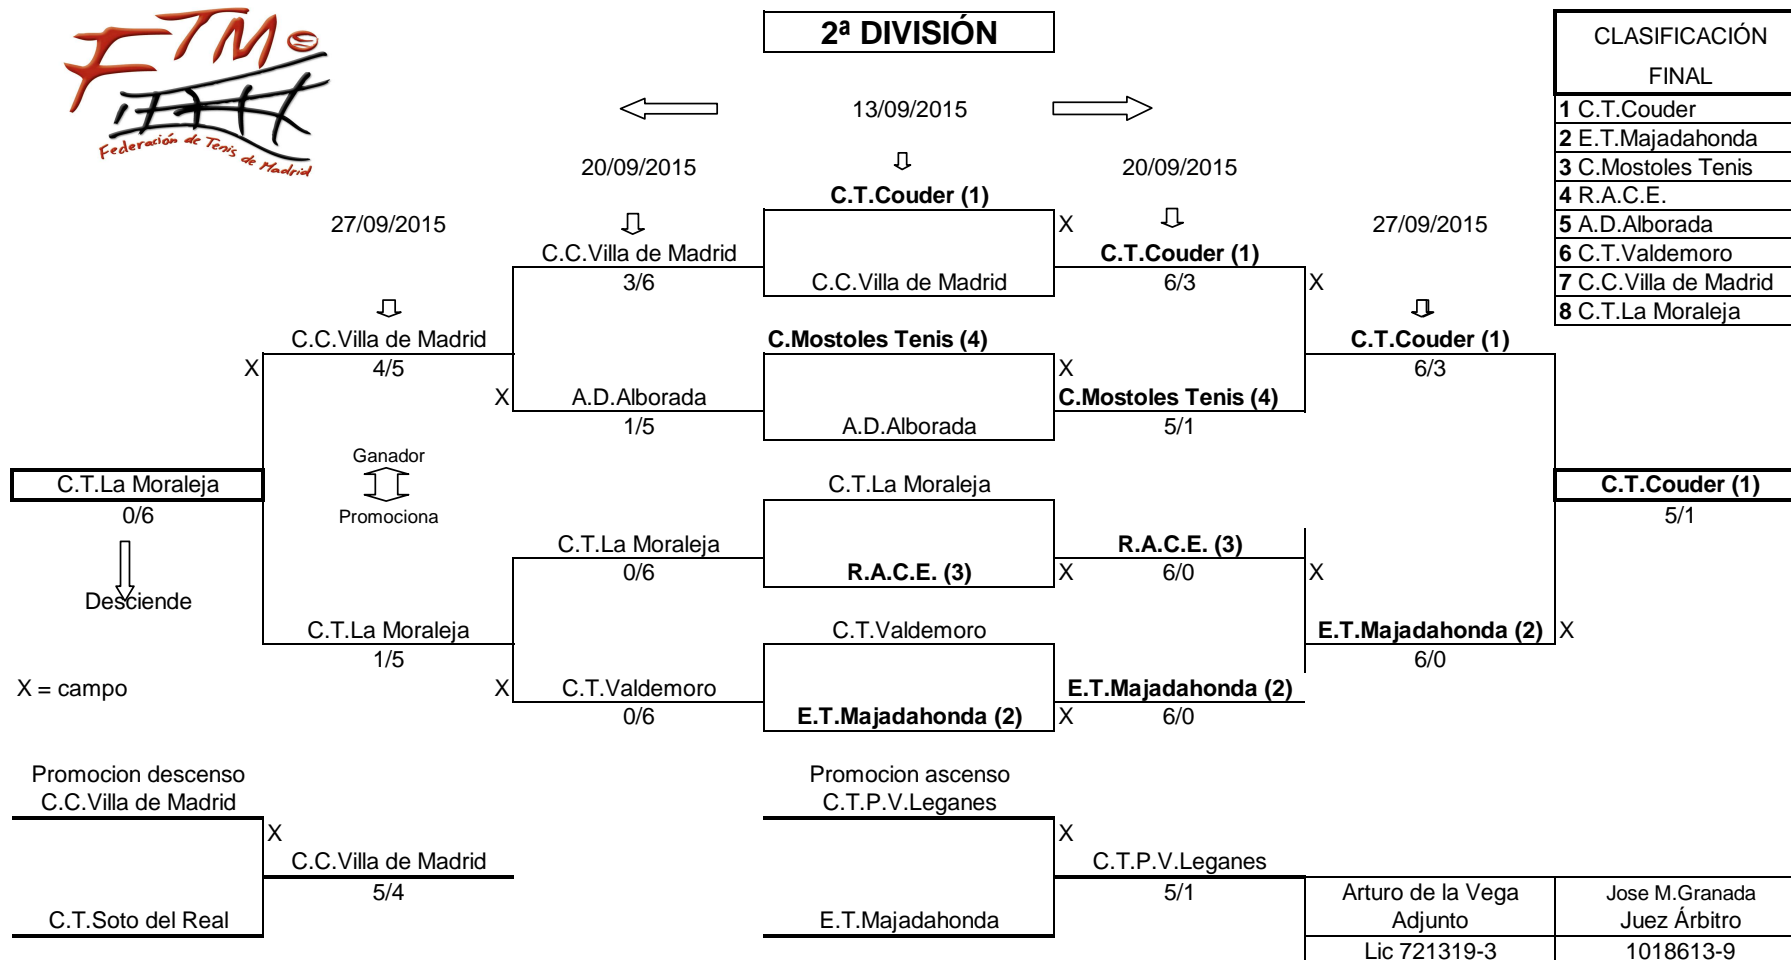 FTM
Federación de Tenis de Madrid
2ª DIVISIÓN
CLASIFICACIÓN
FINAL
1 C.T.Couder
2 E.T.Majadahonda
3 C.Mostoles Tenis
4 R.A.C.E.
5 A.D.Alborada
6 C.T.Valdemoro
7 C.C.Villa de Madrid
8 C.T.La Moraleja
13/09/2015
20/09/2015
20/09/2015
C.T.Couder (1)
27/09/2015
X
27/09/2015
C.C.Villa de Madrid
C.T.Couder (1)
3/6
C.C.Villa de Madrid
6/3
X
C.C.Villa de Madrid
C.Mostoles Tenis (4)
C.T.Couder (1)
X
4/5
X
6/3
X
A.D.Alborada
C.Mostoles Tenis (4)
1/5
A.D.Alborada
5/1
Ganador
C.T.La Moraleja
C.T.La Moraleja
C.T.Couder (1)
0/6
Promociona
5/1
C.T.La Moraleja
R.A.C.E. (3)
0/6
R.A.C.E. (3)
X
6/0
X
Desciende
C.T.La Moraleja
C.T.Valdemoro
E.T.Majadahonda (2)
X
1/5
6/0
X = campo
X
C.T.Valdemoro
E.T.Majadahonda (2)
0/6
E.T.Majadahonda (2)
X
6/0
Promocion descenso
Promocion ascenso
C.C.Villa de Madrid
C.T.P.V.Leganes
X
X
C.C.Villa de Madrid
C.T.P.V.Leganes
5/4
5/1
C.T.Soto del Real
E.T.Majadahonda
Arturo de la Vega
Jose M.Granada
Adjunto
Juez Árbitro
Lic 721319-3
1018613-9